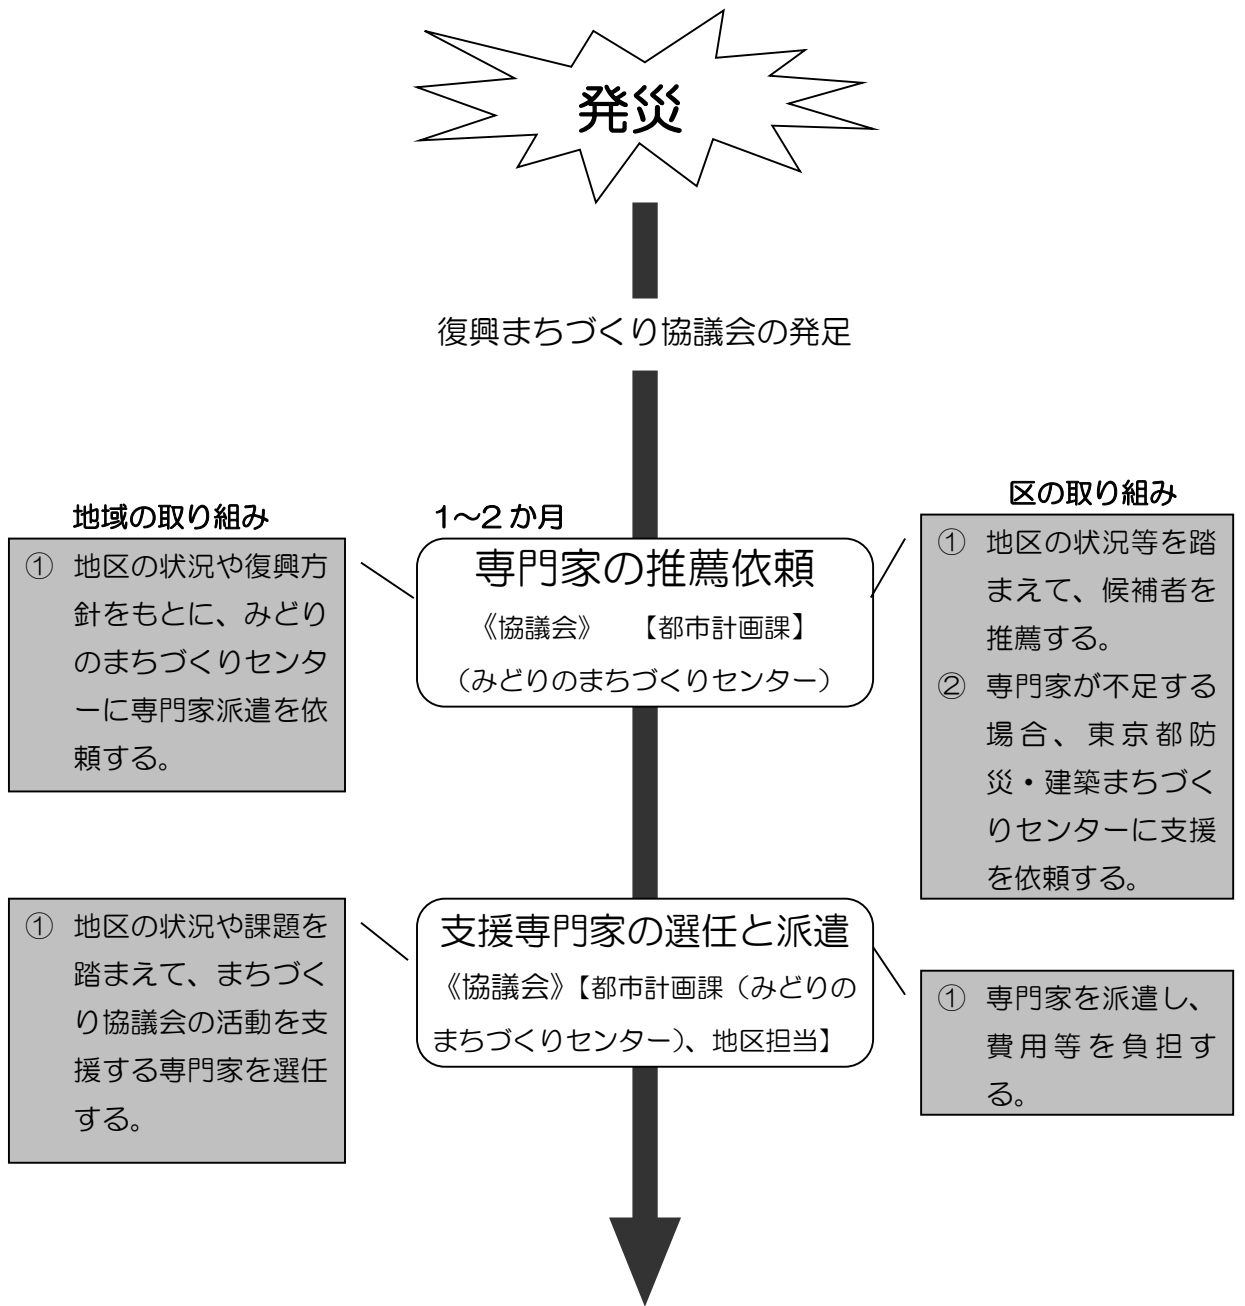 発災
復興まちづくり協議会の発足
地域の取り組み
① 地区の状況や復興方
針をもとに、みどり
のまちづくりセンタ
ーに専門家派遣を依
頼する。
1～2か月
専門家の推薦依頼
《協議会》 【都市計画課】
（みどりのまちづくりセンター）
区の取り組み
① 地区の状況等を踏
まえて、候補者を
推薦する。
② 専門家が不足する
場合、東京都防
災・建築まちづく
りセンターに支援
を依頼する。
① 地区の状況や課題を
踏まえて、まちづく
り協議会の活動を支
援する専門家を選任
する。
支援専門家の選任と派遣
《協議会》【都市計画課（みどりの
まちづくりセンター）、地区担当】
① 専門家を派遣し、
費用等を負担す
る。